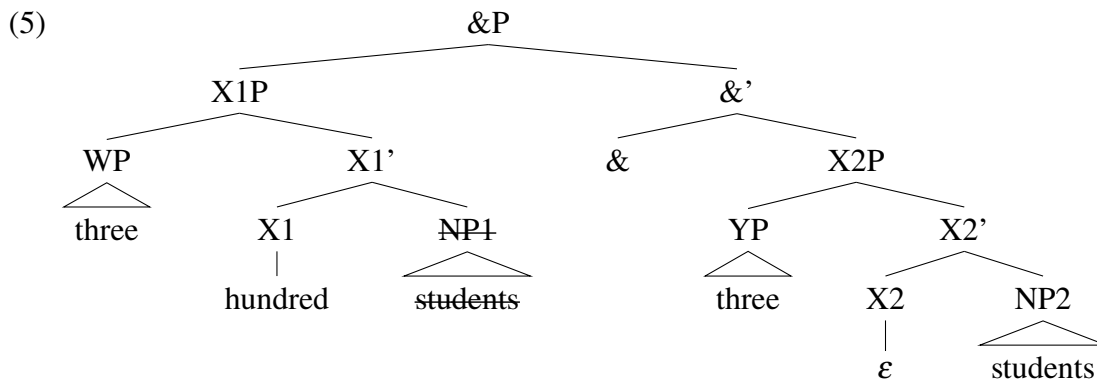 (5) &P
X1P &’
WP X1’ & X2P
three X1 NP1 YP X2’
hundred students three X2 NP2
ε students